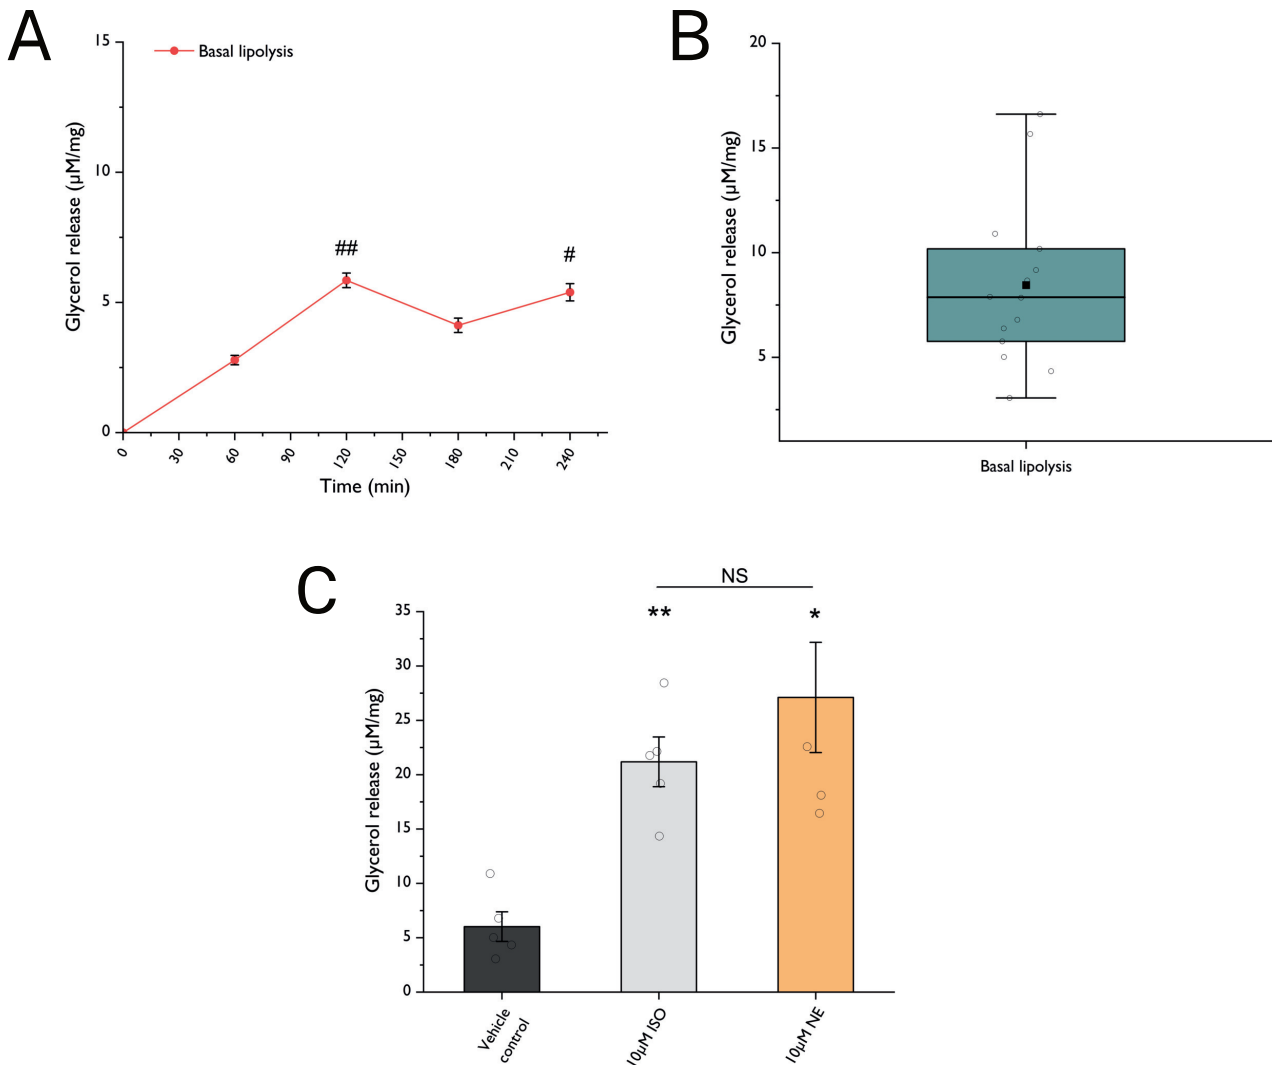 A
15
10
5
0
Glycerol release (µM/mg)
Basal lipolysis
##
#
0 30 60 90 120 150 180 210 240
Time (min)
B
20
15
10
5
Glycerol release (µM/mg)
Basal lipolysis
C
NS
** *
35
30
25
20
15
10
5
0
Glycerol release (µM/mg)
Vehicle
control
10µM ISO
10µM NE